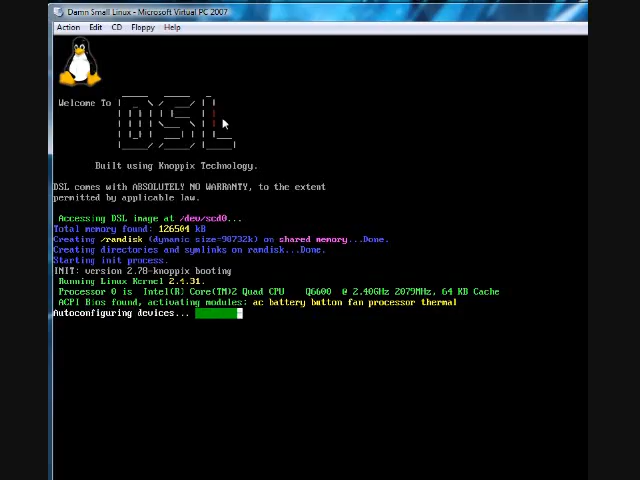 Damn Small Linux - Microsoft Virtual PC 2007
Action Edit CD Floppy Help
Welcome To DSL
Built using Knoppix Technology.
DSL comes with ABSOLUTELY NO WARRANTY, to the extent
permitted by applicable law.
Accessing DSL image at /dev/scd0...
Total memory found: 126504 kB
Creating /ramdisk (dynamic size=98732k) on shared memory...Done.
Creating directories and symlinks on ramdisk...Done.
Starting init process.
INIT: version 2.78-knoppix booting
Running Linux Kernel 2.4.31.
Processor 0 is Intel(R) Core(TM)2 Quad CPU Q6600 @ 2.40GHz 2079MHz, 64 KB Cache
ACPI Bios found, activating modules: ac battery button fan processor thermal
Autoconfiguring devices...